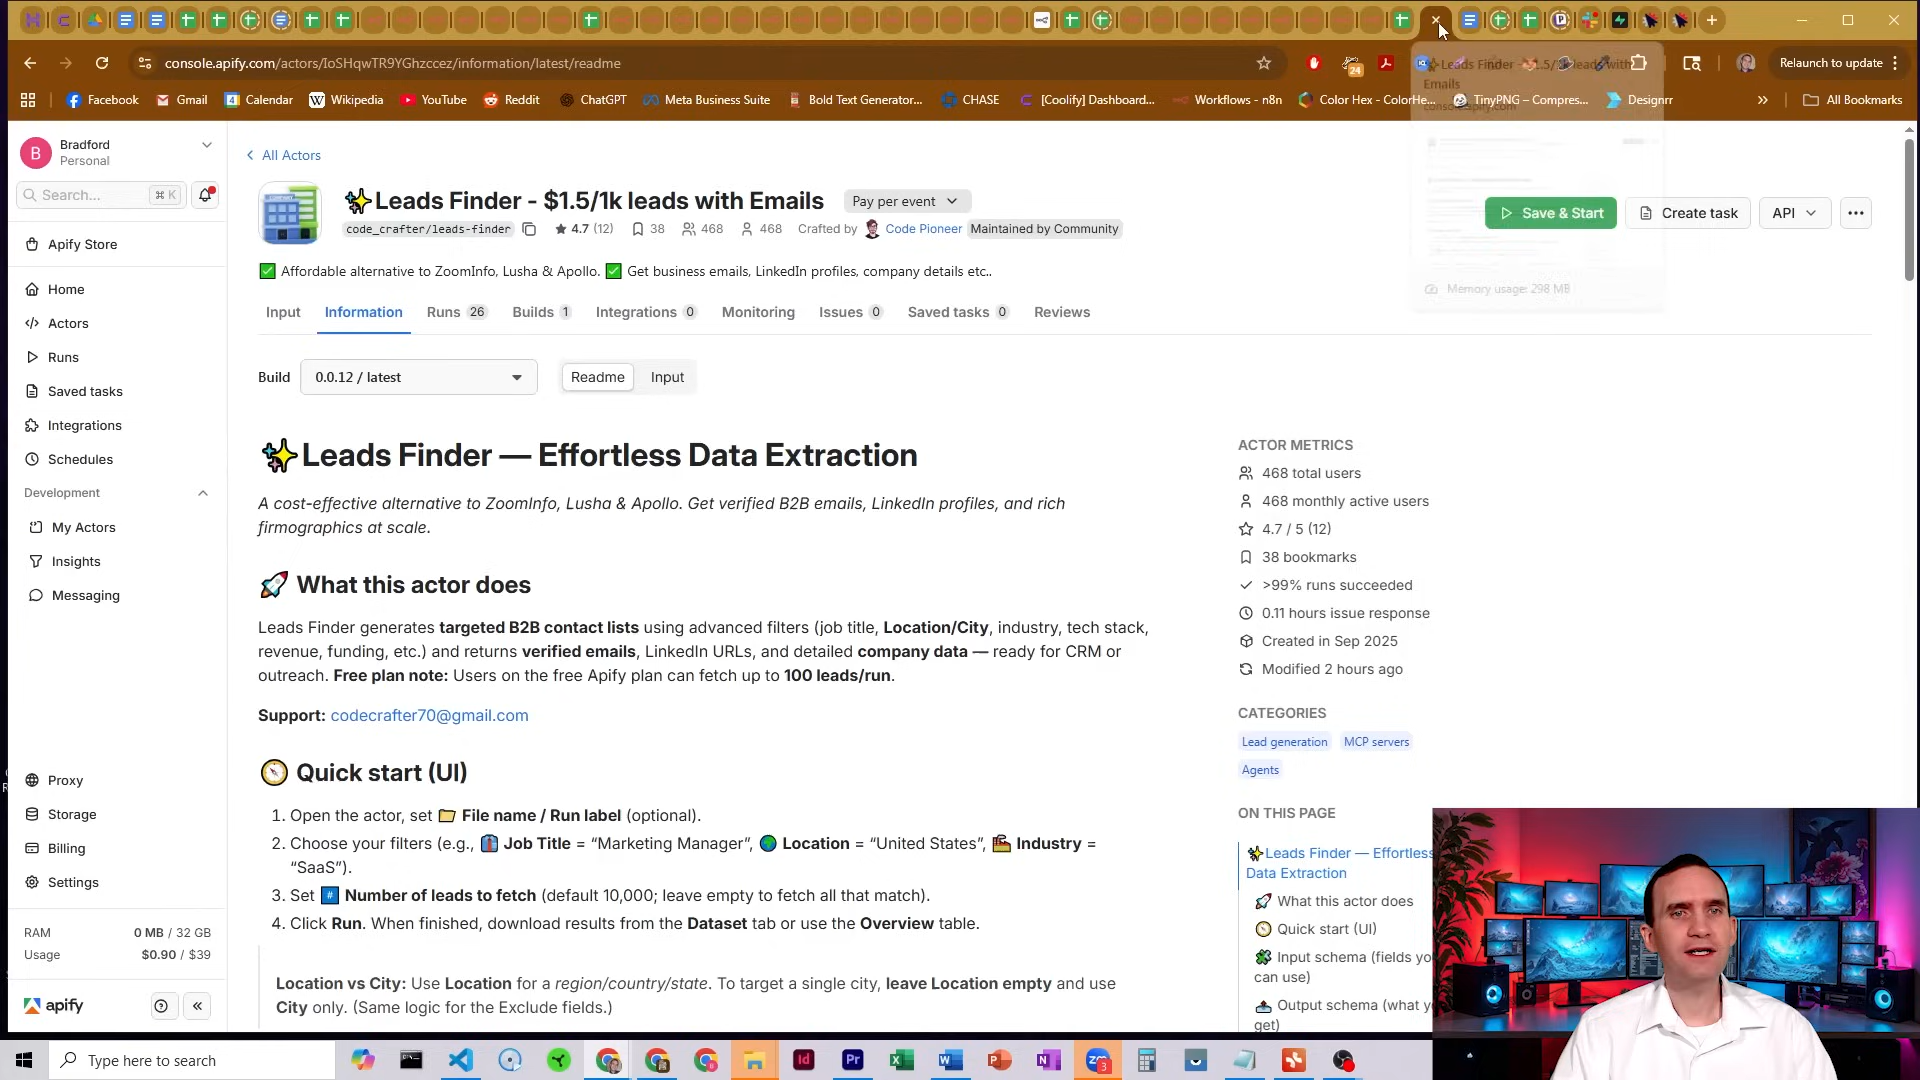 console.apify.com/actors/IoSHqwTR9YGhzccez/information/latest/readme
24
Relaunch to update
Facebook
Gmail
Calendar
Wikipedia
YouTube
Reddit
ChatGPT
Meta Business Suite
Bold Text Generator...
CHASE
[Coolify] Dashboard...
Workflows - n8n
Color Hex - ColorHe...
TinyPNG – Compres...
Designrr
All Bookmarks
B
Bradford
Personal
Search...
⌘ K
Apify Store
Home
Actors
Runs
Saved tasks
Integrations
Schedules
Development
My Actors
Insights
Messaging
Proxy
Storage
Billing
Settings
RAM
0 MB / 32 GB
Usage
$0.90 / $39
apify
All Actors
✨Leads Finder - $1.5/1k leads with Emails
Pay per event
code_crafter/leads-finder
4.7 (12)
38
468
468
Crafted by
Code Pioneer
Maintained by Community
✅ Affordable alternative to ZoomInfo, Lusha & Apollo. ✅ Get business emails, LinkedIn profiles, company details etc..
Save & Start
Create task
API
Memory usage: 298 MB
Input
Information
Runs 26
Builds 1
Integrations 0
Monitoring
Issues 0
Saved tasks 0
Reviews
Build
0.0.12 / latest
Readme
Input
✨Leads Finder — Effortless Data Extraction
A cost-effective alternative to ZoomInfo, Lusha & Apollo. Get verified B2B emails, LinkedIn profiles, and rich
firmographics at scale.
🚀 What this actor does
Leads Finder generates targeted B2B contact lists using advanced filters (job title, Location/City, industry, tech stack,
revenue, funding, etc.) and returns verified emails, LinkedIn URLs, and detailed company data — ready for CRM or
outreach. Free plan note: Users on the free Apify plan can fetch up to 100 leads/run.
Support: codecrafter70@gmail.com
🧭 Quick start (UI)
1. Open the actor, set 📁 File name / Run label (optional).
2. Choose your filters (e.g., 👔 Job Title = “Marketing Manager”, 🌍 Location = “United States”, 🏭 Industry =
“SaaS”).
3. Set #️⃣ Number of leads to fetch (default 10,000; leave empty to fetch all that match).
4. Click Run. When finished, download results from the Dataset tab or use the Overview table.
Location vs City: Use Location for a region/country/state. To target a single city, leave Location empty and use
City only. (Same logic for the Exclude fields.)
ACTOR METRICS
468 total users
468 monthly active users
4.7 / 5 (12)
38 bookmarks
>99% runs succeeded
0.11 hours issue response
Created in Sep 2025
Modified 2 hours ago
CATEGORIES
Lead generation
MCP servers
Agents
ON THIS PAGE
✨Leads Finder — Effortless
Data Extraction
🚀 What this actor does
🧭 Quick start (UI)
🧩 Input schema (fields yo
can use)
📤 Output schema (what y
get)
Type here to search